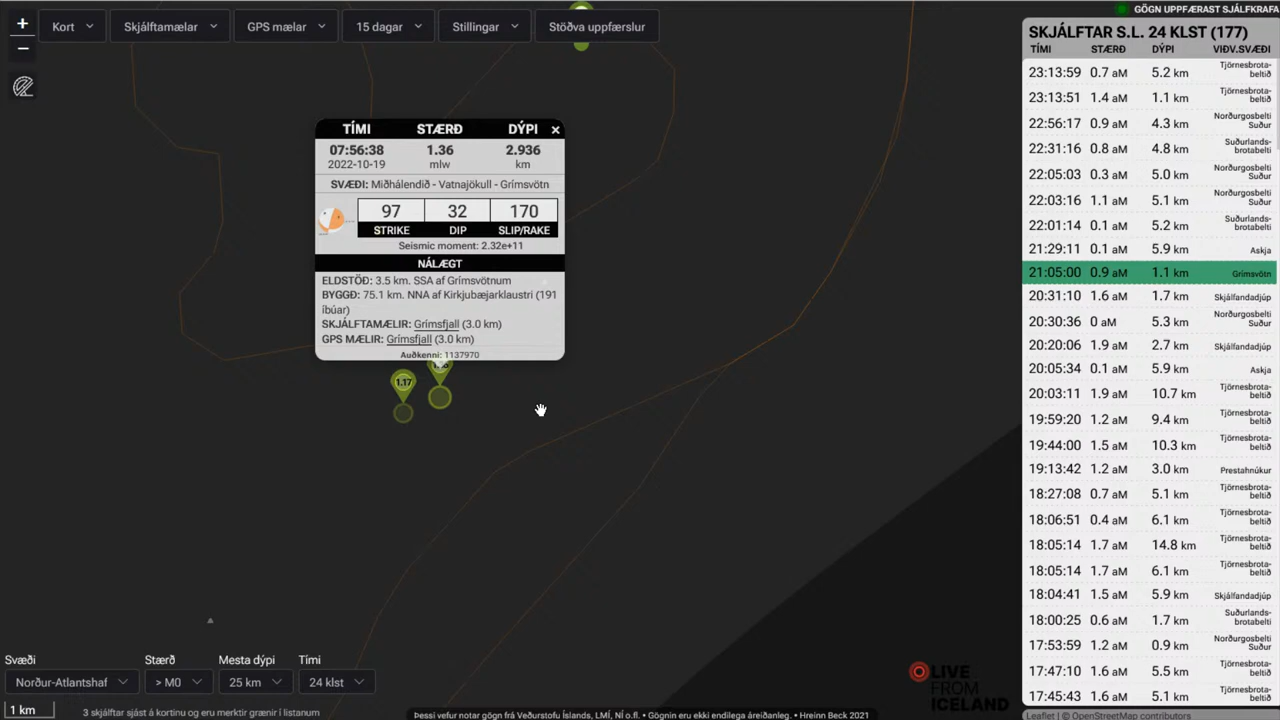 +
−
Kort
Skjálftamælar
GPS mælar
15 dagar
Stillingar
Stöðva uppfærslur
TÍMI STÆRÐ DÝPI ×
07:56:38 1.36 2.936
2022-10-19 mlw km
SVÆÐI: Miðhálendið - Vatnajökull - Grímsvötn
97 32 170
STRIKE DIP SLIP/RAKE
Seismic moment: 2.32e+11
NÁLÆGT
ELDSTÖÐ: 3.5 km. SSA af Grímsvötnum
BYGGÐ: 75.1 km. NNA af Kirkjubæjarklaustri (191
íbúar)
SKJÁLFTAMÆLIR: Grímsfjall (3.0 km)
GPS MÆLIR: Grímsfjall (3.0 km)
Auðkenni: 1137970
1.17
Svæði Stærð Mesta dýpi Tími
Norður-Atlantshaf > M0 25 km 24 klst
1 km
3 skjálftar sjást á kortinu og eru merktir grænir í listanum
Þessi vefur notar gögn frá Veðurstofu Íslands, LMÍ, NÍ o.fl. • Gögnin eru ekki endilega áreiðanleg. • Hreinn Beck 2021
LIVE
FROM
ICELAND
GÖGN UPPFÆRAST SJÁLFKRAFA
SKJÁLFTAR S.L. 24 KLST (177)
TÍMI STÆRÐ DÝPI VIÐV.SVÆÐI
23:13:59 0.7 aM 5.2 km Tjörnesbrota-
beltið
23:13:51 1.4 aM 1.1 km Tjörnesbrota-
beltið
22:56:17 0.9 aM 4.3 km Norðurgosbelti
Suður
22:31:16 0.8 aM 4.8 km Suðurlands-
brotabelti
22:05:03 0.3 aM 5.0 km Norðurgosbelti
Suður
22:03:16 1.1 aM 5.1 km Norðurgosbelti
Suður
22:01:14 0.1 aM 5.2 km Suðurlands-
brotabelti
21:29:11 0.1 aM 5.9 km Askja
21:05:00 0.9 aM 1.1 km Grímsvötn
20:31:10 1.6 aM 1.7 km Skjálfandadjúp
20:30:36 0 aM 5.3 km Norðurgosbelti
Suður
20:20:06 1.9 aM 2.7 km Skjálfandadjúp
20:05:34 0.1 aM 5.9 km Askja
20:03:11 1.9 aM 10.7 km Tjörnesbrota-
beltið
19:59:20 1.2 aM 9.4 km Tjörnesbrota-
beltið
19:44:00 1.5 aM 10.3 km Tjörnesbrota-
beltið
19:13:42 1.2 aM 3.0 km Prestahnúkur
18:27:08 0.7 aM 5.1 km Tjörnesbrota-
beltið
18:06:51 0.4 aM 6.1 km Tjörnesbrota-
beltið
18:05:14 1.7 aM 14.8 km Tjörnesbrota-
beltið
18:05:14 1.7 aM 6.1 km Tjörnesbrota-
beltið
18:04:41 1.5 aM 5.9 km Skjálfandadjúp
18:00:25 0.6 aM 1.7 km Suðurlands-
brotabelti
17:53:59 1.2 aM 0.9 km Norðurgosbelti
Suður
17:47:10 1.6 aM 5.5 km Tjörnesbrota-
beltið
17:45:43 1.6 aM 5.1 km Tjörnesbrota-
beltið
Leaflet | © OpenStreetMap contributors